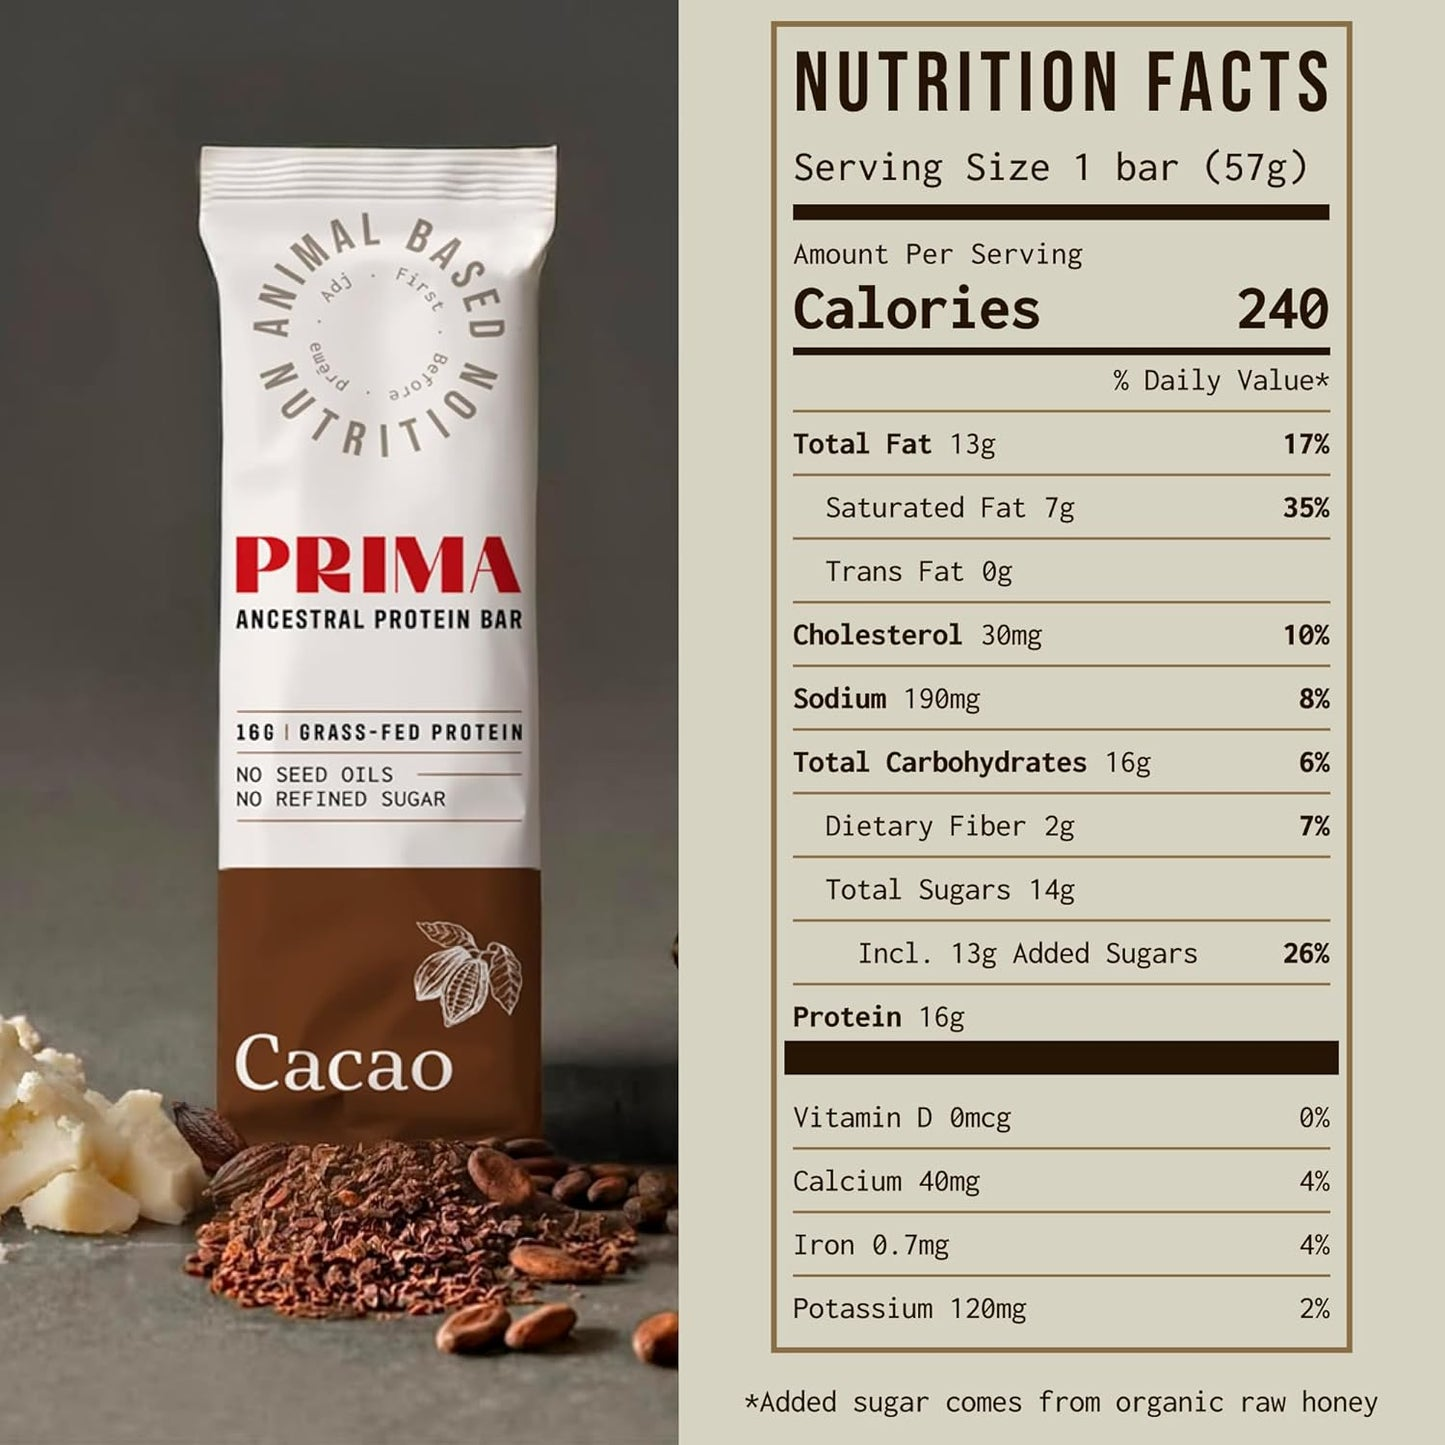 ANIMAL BASED
NUTRITION
Adj · First · Before · prême ·
PRIMA
ANCESTRAL PROTEIN BAR
16G | GRASS-FED PROTEIN
NO SEED OILS
NO REFINED SUGAR
Cacao
NUTRITION FACTS
Serving Size 1 bar (57g)
Amount Per Serving
Calories 240
% Daily Value*
Total Fat 13g 17%
Saturated Fat 7g 35%
Trans Fat 0g
Cholesterol 30mg 10%
Sodium 190mg 8%
Total Carbohydrates 16g 6%
Dietary Fiber 2g 7%
Total Sugars 14g
Incl. 13g Added Sugars 26%
Protein 16g
Vitamin D 0mcg 0%
Calcium 40mg 4%
Iron 0.7mg 4%
Potassium 120mg 2%
*Added sugar comes from organic raw honey